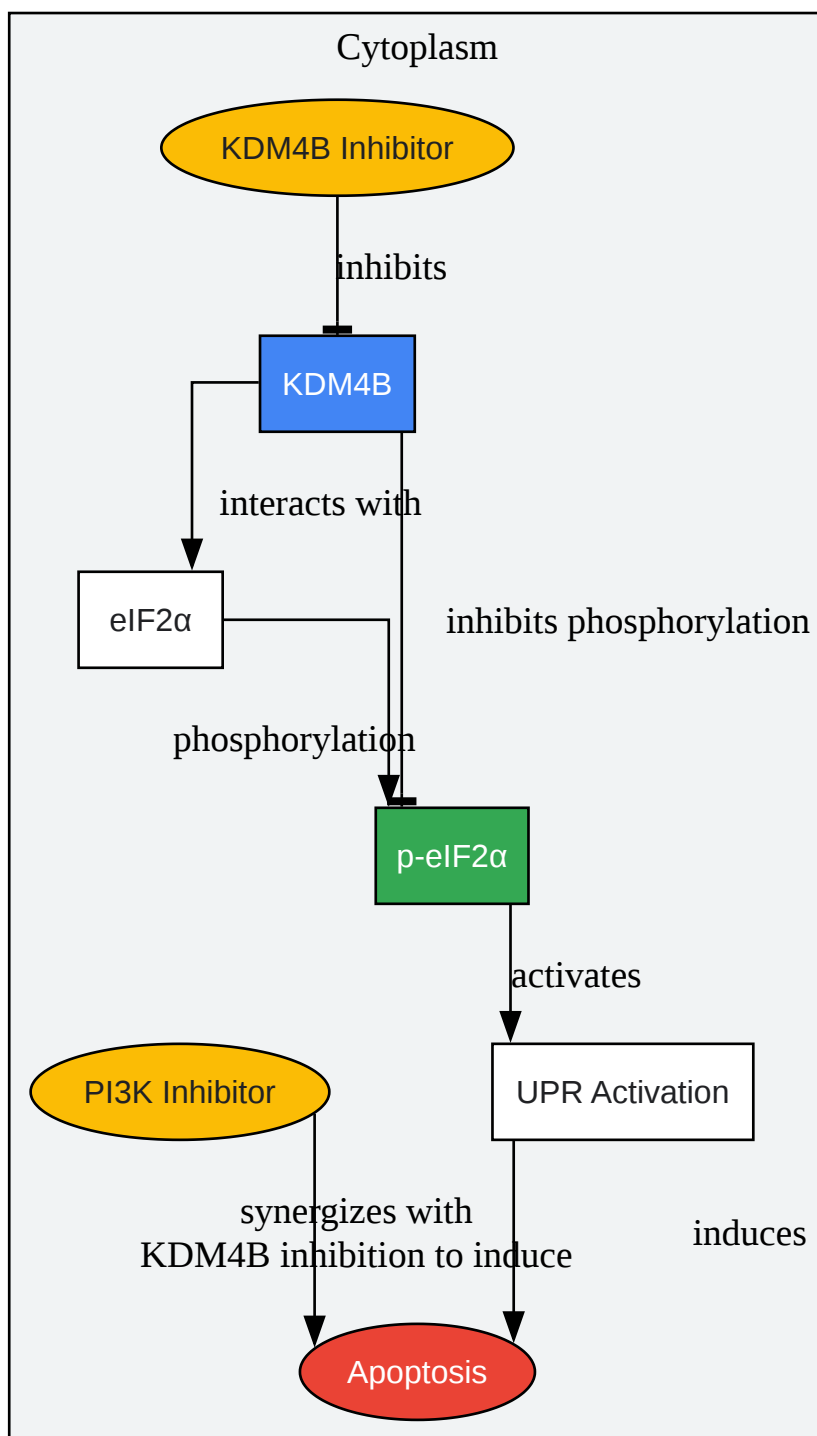 Cytoplasm
KDM4B Inhibitor
inhibits
KDM4B
interacts with
eIF2α
inhibits phosphorylation
phosphorylation
p-eIF2α
activates
PI3K Inhibitor
UPR Activation
synergizes with
KDM4B inhibition to induce
induces
Apoptosis